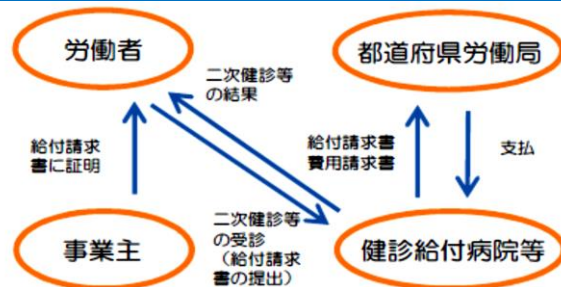 労働者
都道府県労働局
二次健診等
の結果
給付請求
書に証明
給付請求書
費用請求書
支払
二次健診等
の受診
（給付請求
書の提出）
事業主
健診給付病院等